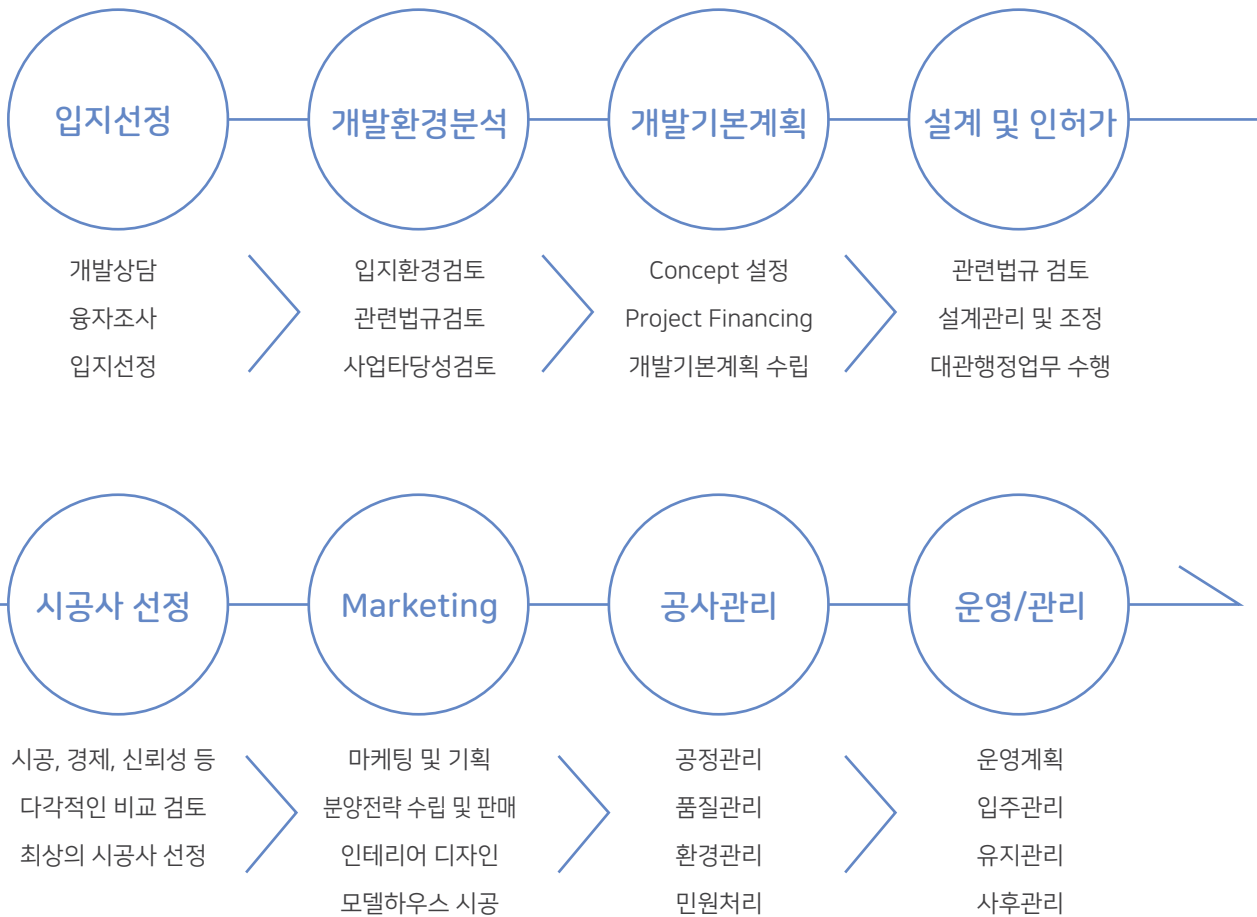 입지선정
개발환경분석
개발기본계획
설계 및 인허가
개발상담
융자조사
입지선정
입지환경검토
관련법규검토
사업타당성검토
Concept 설정
Project Financing
개발기본계획 수립
관련법규 검토
설계관리 및 조정
대관행정업무 수행
시공사 선정
Marketing
공사관리
운영/관리
시공, 경제, 신뢰성 등
다각적인 비교 검토
최상의 시공사 선정
마케팅 및 기획
분양전략 수립 및 판매
인테리어 디자인
모델하우스 시공
공정관리
품질관리
환경관리
민원처리
운영계획
입주관리
유지관리
사후관리